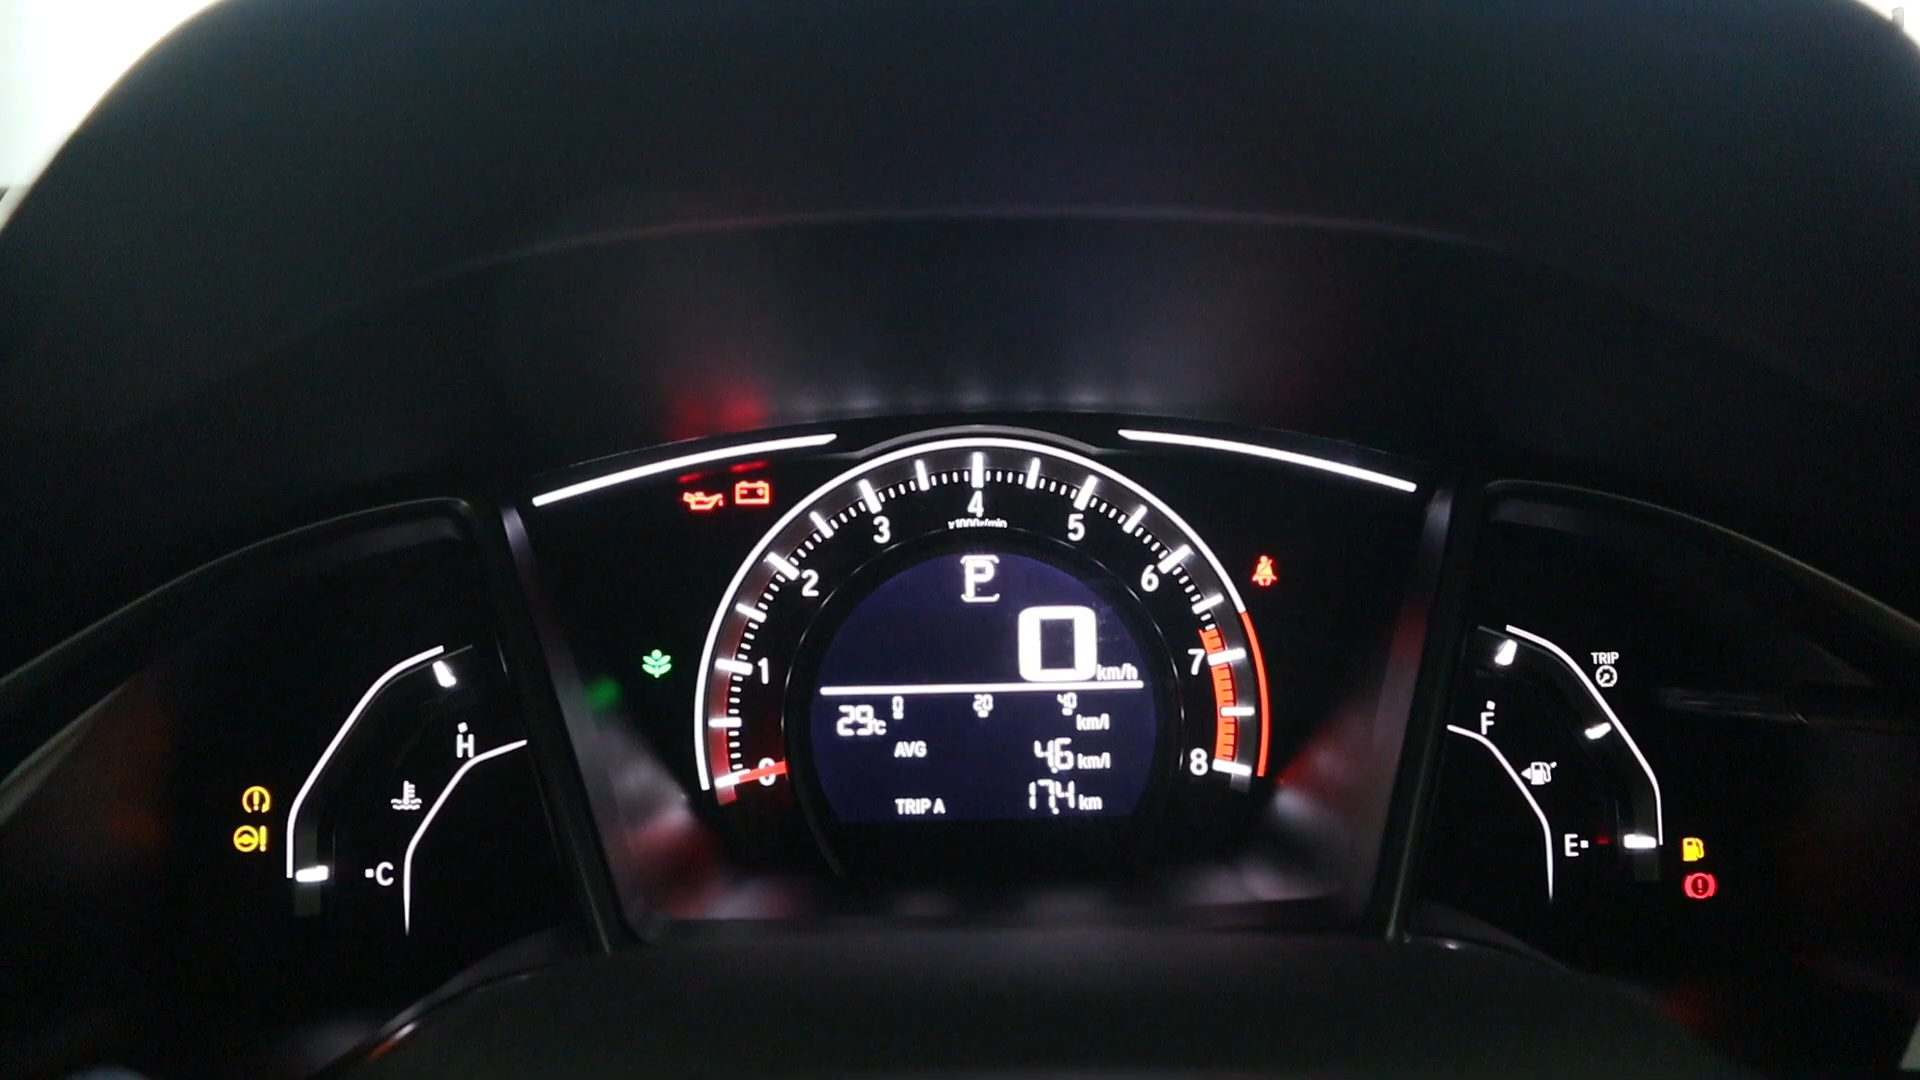 4
3 5
x1000r/min
2 6
P
1 7
0 km/h
0 20 40
29°C km/l
AVG 4.6 km/l
0 8
TRIP A 17.4 km
H
C
TRIP
F
E